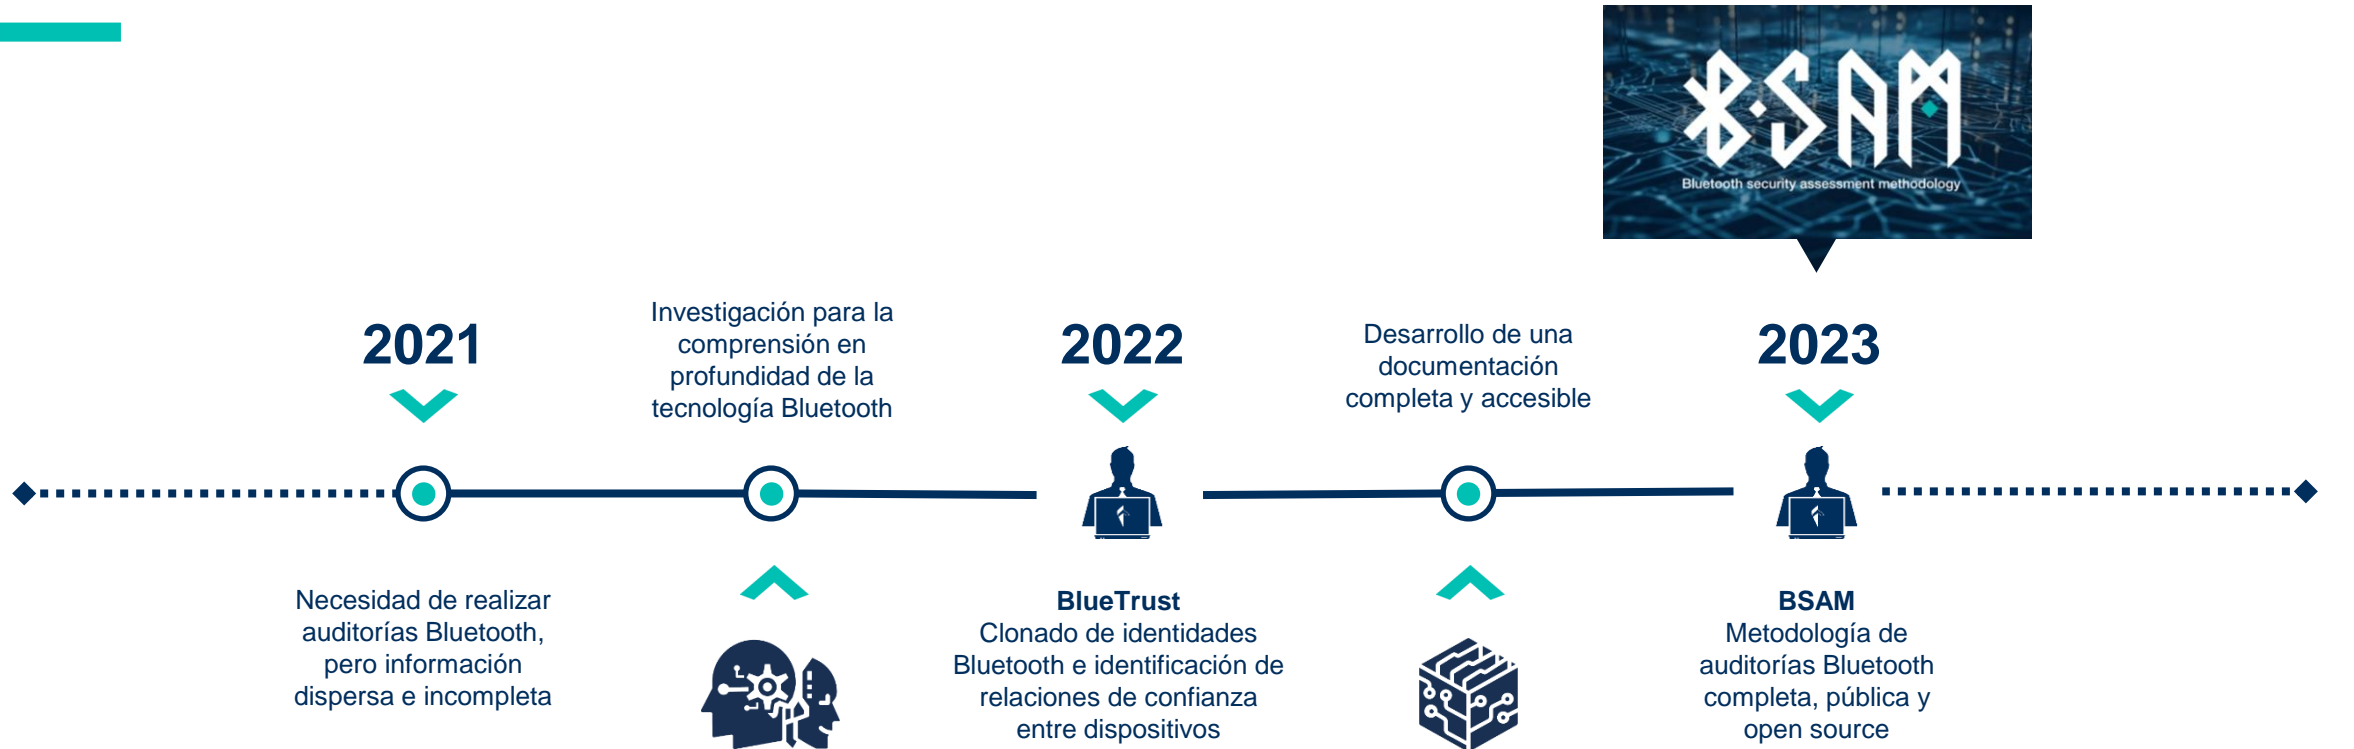 BSAM
Bluetooth security assessment methodology
2021
Necesidad de realizar
auditorías Bluetooth,
pero información
dispersa e incompleta
Investigación para la
comprensión en
profundidad de la
tecnología Bluetooth
2022
BlueTrust
Clonado de identidades
Bluetooth e identificación de
relaciones de confianza
entre dispositivos
Desarrollo de una
documentación
completa y accesible
2023
BSAM
Metodología de
auditorías Bluetooth
completa, pública y
open source